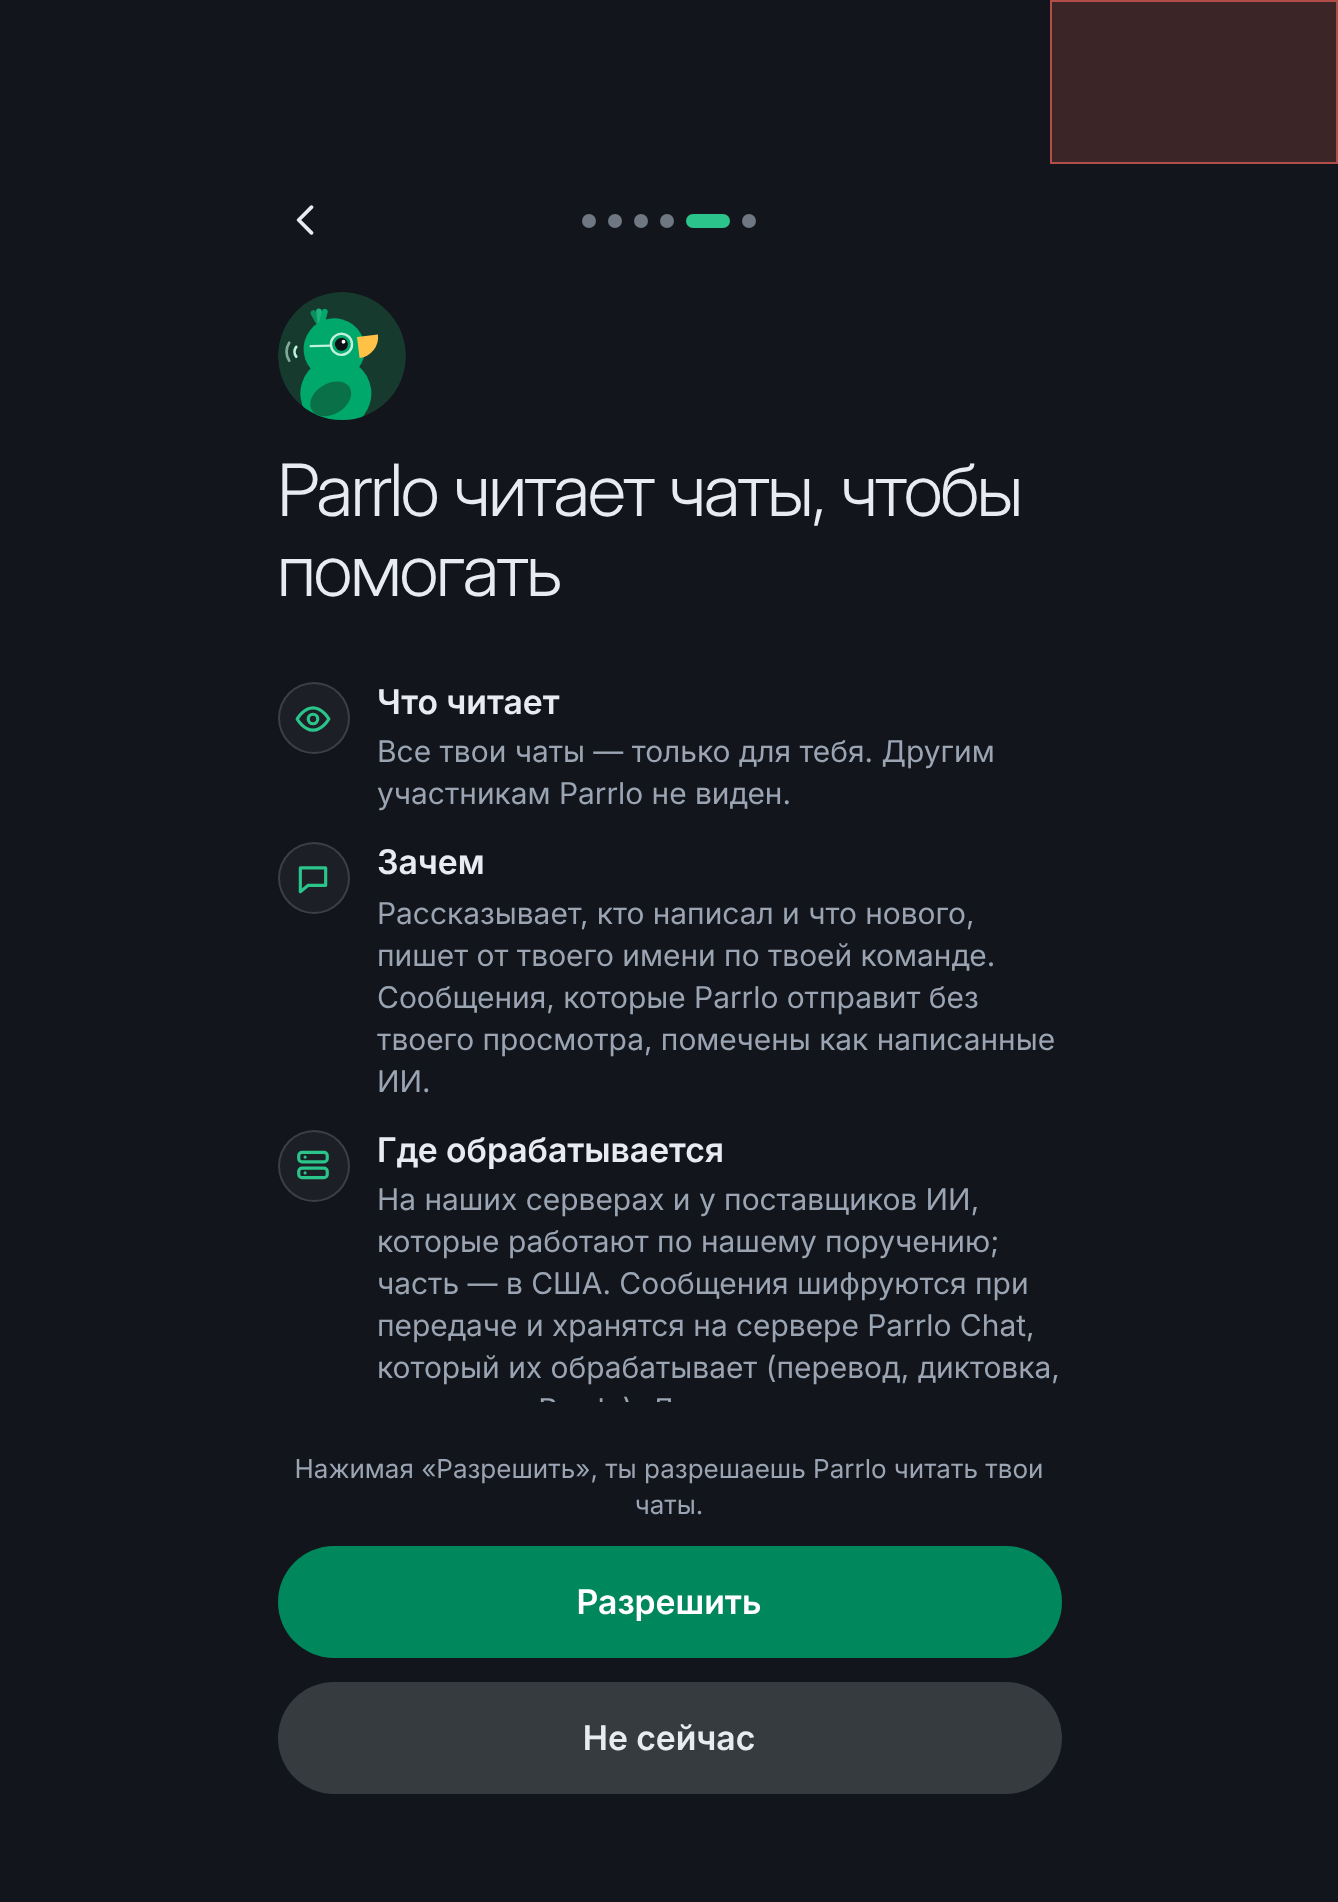 Parrlo читает чаты, чтобы
помогать
Что читает
Все твои чаты — только для тебя. Другим
участникам Parrlo не виден.
Зачем
Рассказывает, кто написал и что нового,
пишет от твоего имени по твоей команде.
Сообщения, которые Parrlo отправит без
твоего просмотра, помечены как написанные
ИИ.
Где обрабатывается
На наших серверах и у поставщиков ИИ,
которые работают по нашему поручению;
часть — в США. Сообщения шифруются при
передаче и хранятся на сервере Parrlo Chat,
который их обрабатывает (перевод, диктовка,
Нажимая «Разрешить», ты разрешаешь Parrlo читать твои
чаты.
Разрешить
Не сейчас